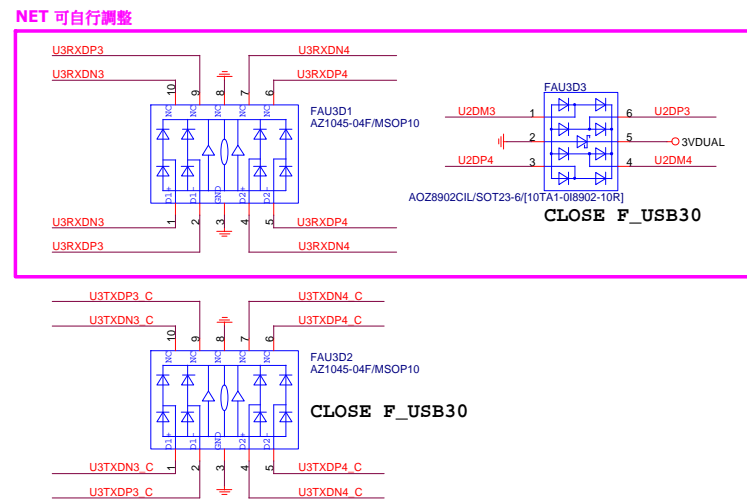 NET 可自行調整
U3RXDP3
U3RXDN3
U3RXDN4
U3RXDP4
10
9
8
7
6
NC
NC
GND
NC
NC
FAU3D1
AZ1045-04F/MSOP10
D1+
D1-
GND
D2+
D2-
1
2
3
4
5
U3RXDN3
U3RXDP3
U3RXDP4
U3RXDN4
FAU3D3
U2DM3
1
6
U2DP3
2
5
3VDUAL
U2DP4
3
4
U2DM4
AOZ8902CIL/SOT23-6/[10TA1-0I8902-10R]
CLOSE F_USB30
U3TXDP3_C
U3TXDN3_C
U3TXDN4_C
U3TXDP4_C
10
9
8
7
6
NC
NC
GND
NC
NC
FAU3D2
AZ1045-04F/MSOP10
CLOSE F_USB30
D1+
D1-
GND
D2+
D2-
1
2
3
4
5
U3TXDN3_C
U3TXDP3_C
U3TXDP4_C
U3TXDN4_C